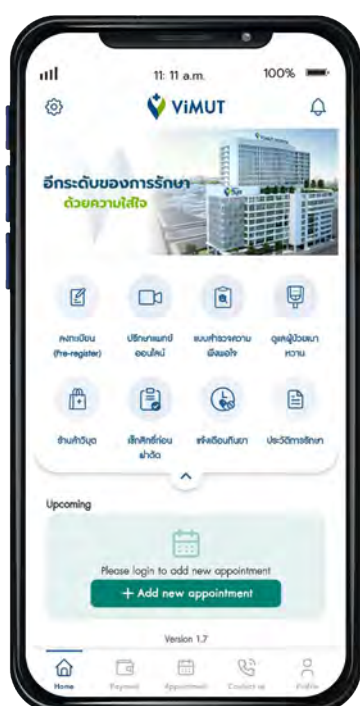 11: 11 a.m.
100%
ViMUT
อีกระดับของการรักษา
ด้วยความใส่ใจ
ลงทะเบียน
(Pre-register)
ปรึกษาแพทย์
ออนไลน์
แบบสำรวจความ
พึงพอใจ
ดูแลผู้ป่วยเบา
หวาน
ร้านค้าวิมุต
เช็กสิทธิ์ก่อน
ผ่าตัด
แจ้งเตือนกินยา
ประวัติการรักษา
Upcoming
Please login to add new appointment
+ Add new appointment
Version 1.7
Home
Payment
Appointment
Contact us
Profile